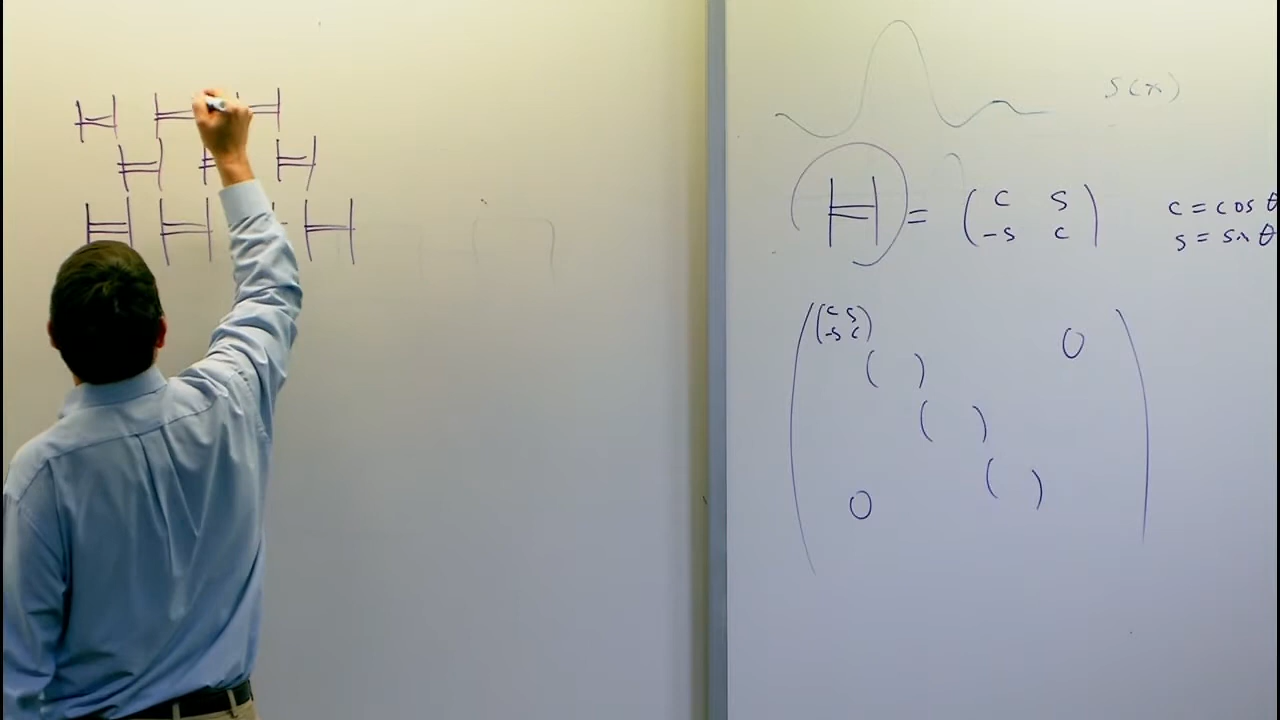 s(x)
H = ( c s
-s c )
c = cos θ
s = sin θ
( c s
-s c )
( ) 0
( )
0 ( )